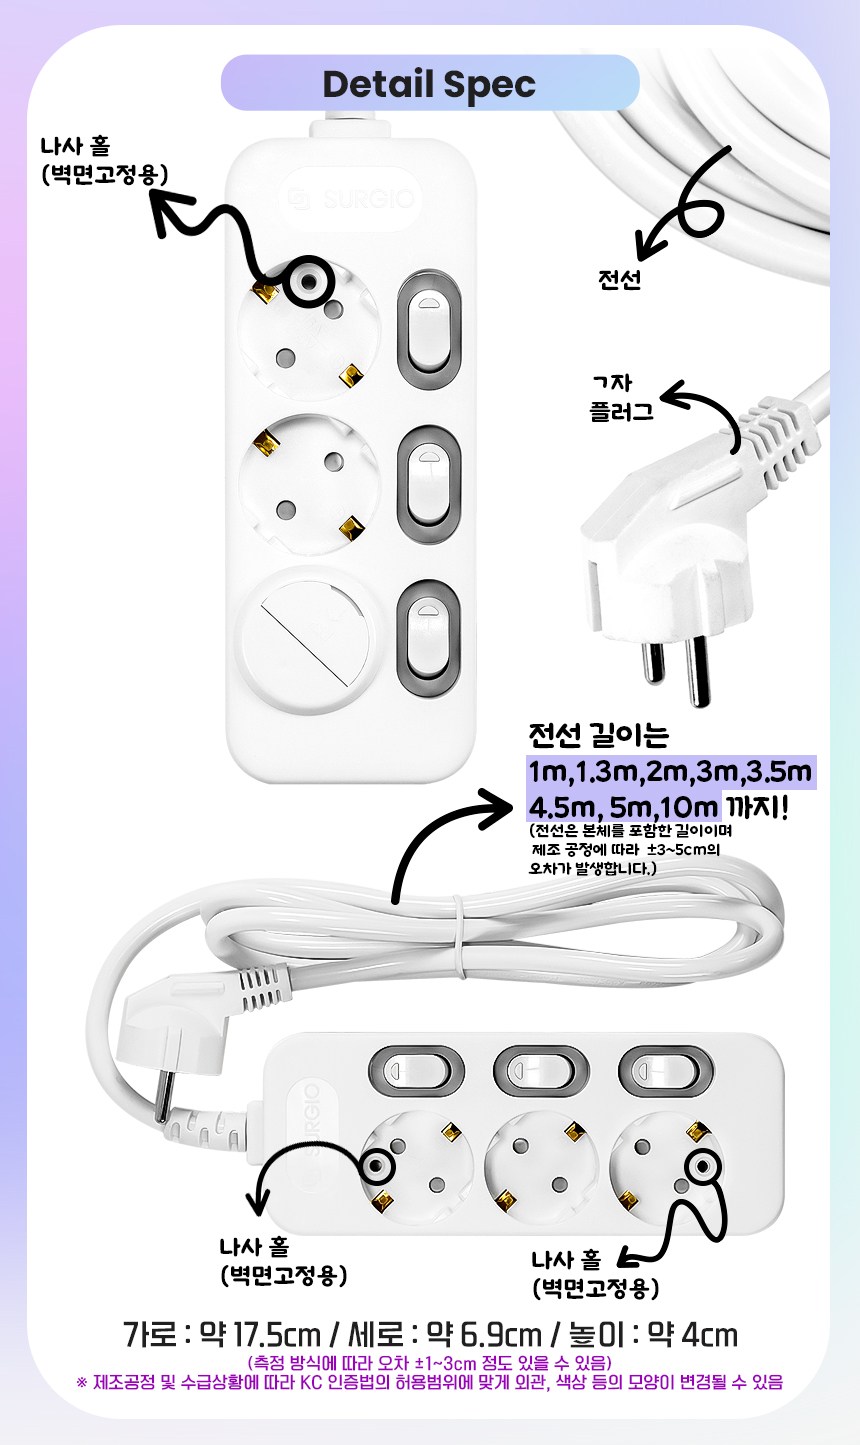 Detail Spec
나사 홀
(벽면고정용)
SURGIO
전선
ㄱ자
플러그
전선 길이는
1m,1.3m,2m,3m,3.5m
4.5m, 5m,10m 까지!
(전선은 본체를 포함한 길이이며
제조 공정에 따라 ±3~5cm의
오차가 발생합니다.)
SURGIO
나사 홀
(벽면고정용)
나사 홀
(벽면고정용)
가로 : 약 17.5cm / 세로 : 약 6.9cm / 높이 : 약 4cm
(측정 방식에 따라 오차 ±1~3cm 정도 있을 수 있음)
※ 제조공정 및 수급상황에 따라 KC 인증법의 허용범위에 맞게 외관, 색상 등의 모양이 변경될 수 있음